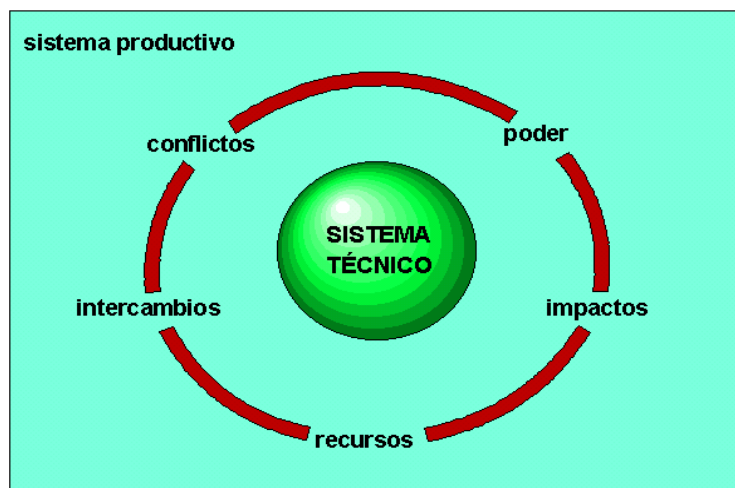 sistema productivo
poder
conflictos
SISTEMA
TÉCNICO
intercambios
impactos
recursos